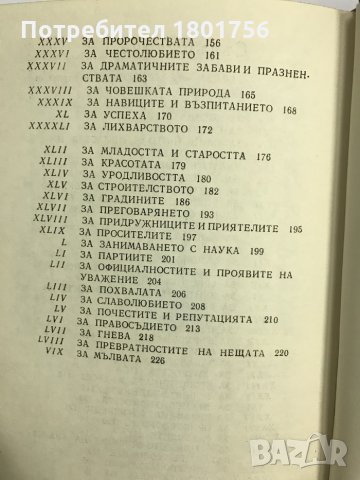 Потребител 1801756
XXXV ЗА ПРОРОЧЕСТВАТА 156
XXXVI ЗА ЧЕСТОЛЮБИЕТО 161
XXXVII ЗА ДРАМАТИЧНИТЕ ЗАБАВИ И ПРАЗНЕН-
СТВАТА 163
XXXVIII ЗА ЧОВЕШКАТА ПРИРОДА 165
XXXIX ЗА НАВИЦИТЕ И ВЪЗПИТАНИЕТО 168
XL ЗА УСПЕХА 170
XXXXLI ЗА ЛИХВАРСТВОТО 172
XLII ЗА МЛАДОСТТА И СТАРОСТТА 176
XLIII ЗА КРАСОТАТА 179
XLIV ЗА УРОДЛИВОСТТА 180
XLV ЗА СТРОИТЕЛСТВОТО 182
XLVI ЗА ГРАДИНИТЕ 186
XLVII ЗА ПРЕГОВАРЯНЕТО 193
XLVIII ЗА ПРИДРУЖНИЦИТЕ И ПРИЯТЕЛИТЕ 195
XLIX ЗА ПРОСИТЕЛИТЕ 197
L ЗА ЗАНИМАВАНЕТО С НАУКА 199
LI ЗА ПАРТИИТЕ 201
LII ЗА ОФИЦИАЛНОСТИТЕ И ПРОЯВИТЕ НА
УВАЖЕНИЕ 204
LIII ЗА ПОХВАЛАТА 206
LIV ЗА СЛАВОЛЮБИЕТО 208
LV ЗА ПОЧЕСТИТЕ И РЕПУТАЦИЯТА 210
LVI ЗА ПРАВОСЪДИЕТО 213
LVII ЗА ГНЕВА 218
LVIII ЗА ПРЕВРАТНОСТИТЕ НА НЕЩАТА 220
VIX ЗА МЪЛВАТА 226
BAZAR